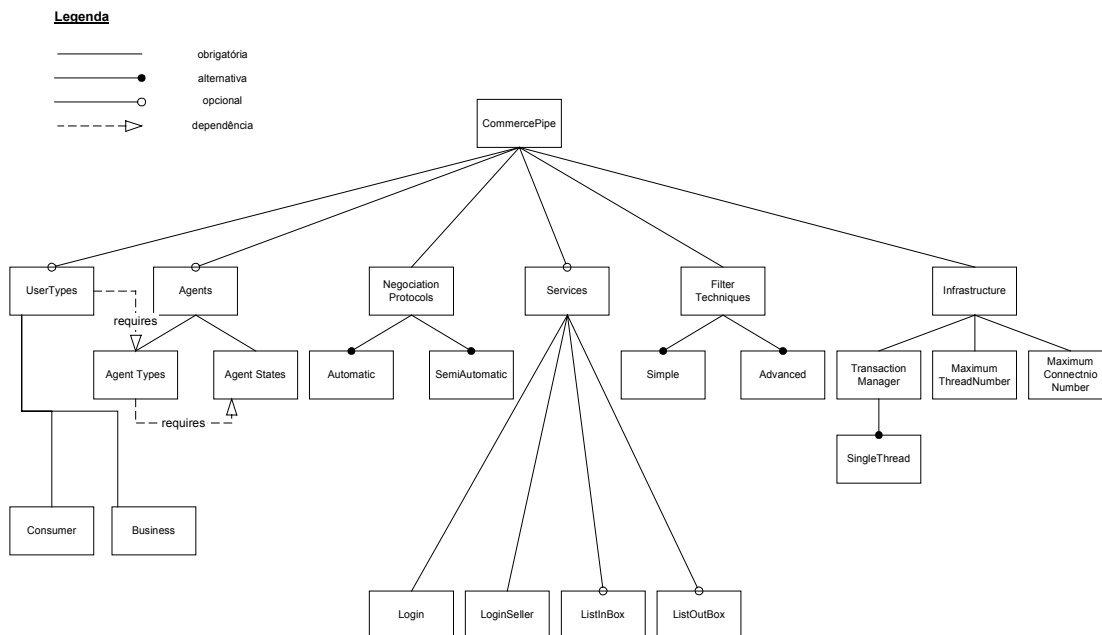 Legenda
obrigatória
alternativa
opcional
dependência
CommercePipe
UserTypes
Agents
Negociation
Protocols
Services
Filter
Techniques
Infrastructure
requires
Agent Types
Agent States
Automatic
SemiAutomatic
Simple
Advanced
Transaction
Manager
Maximum
ThreadNumber
Maximum
Connectnio
Number
requires
SingleThread
Consumer
Business
Login
LoginSeller
ListInBox
ListOutBox